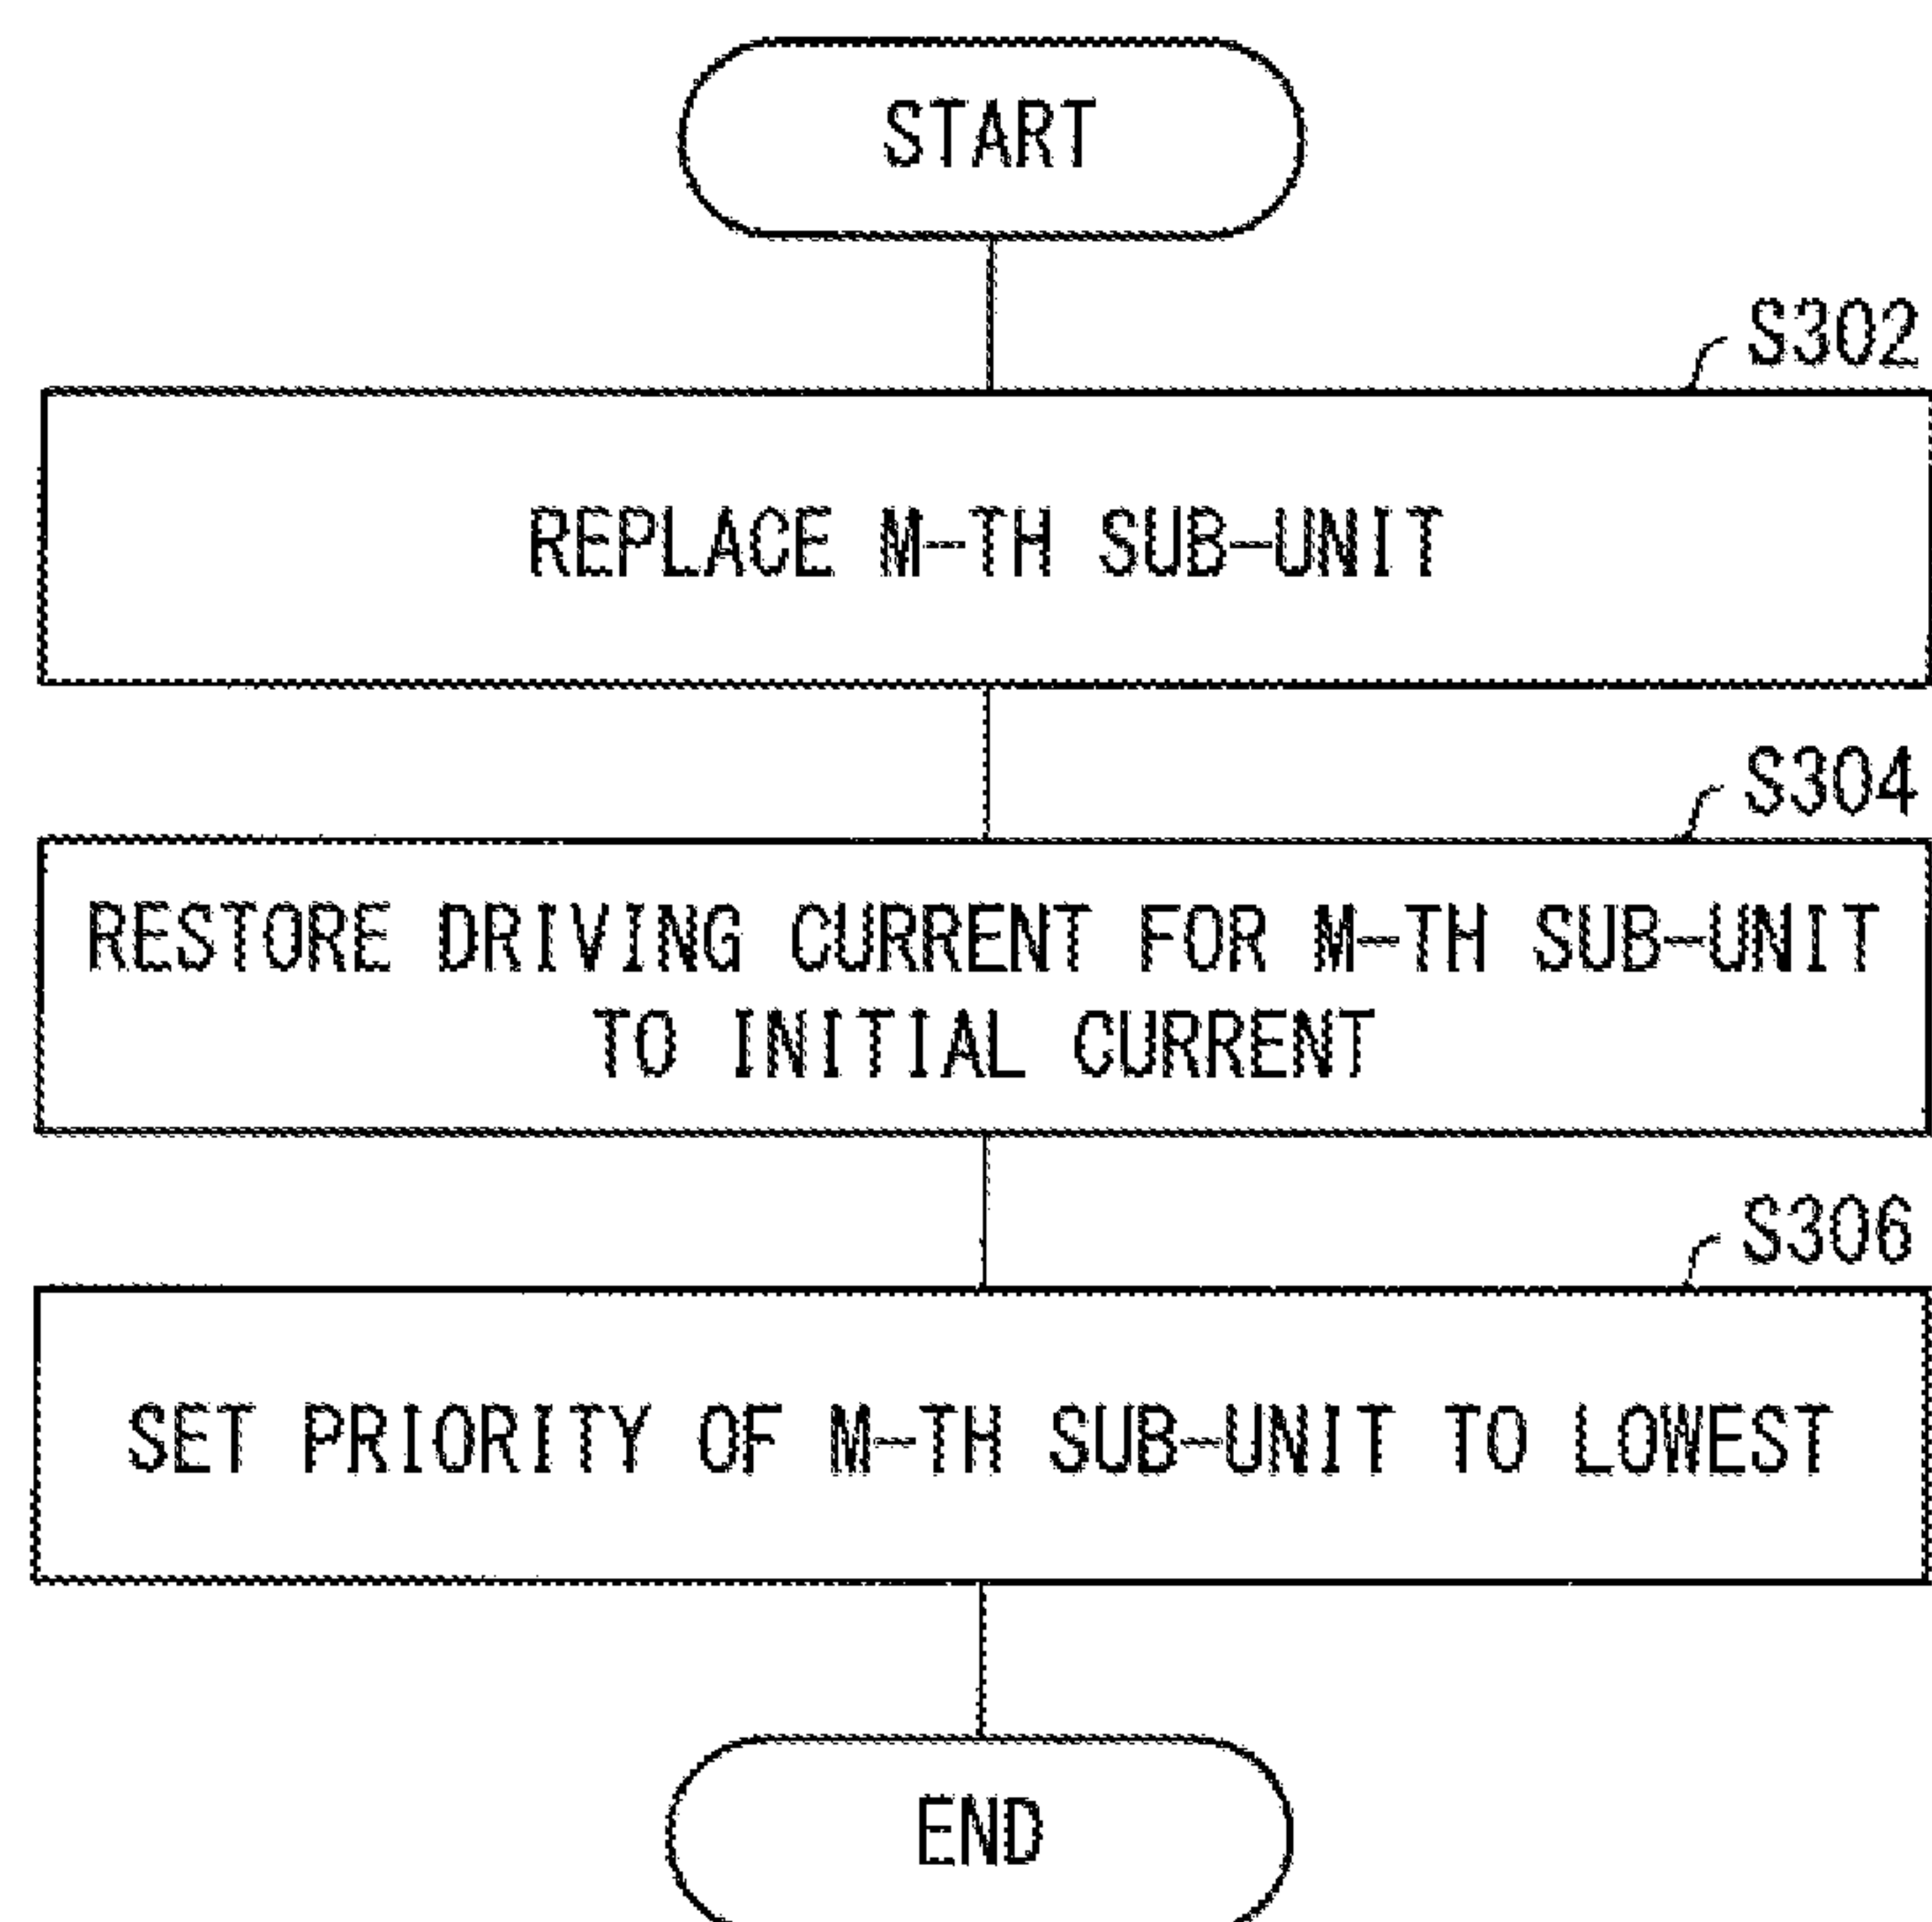 START
S302
REPLACE M-TH SUB-UNIT
S304
RESTORE DRIVING CURRENT FOR M-TH SUB-UNIT
TO INITIAL CURRENT
S306
SET PRIORITY OF M-TH SUB-UNIT TO LOWEST
END